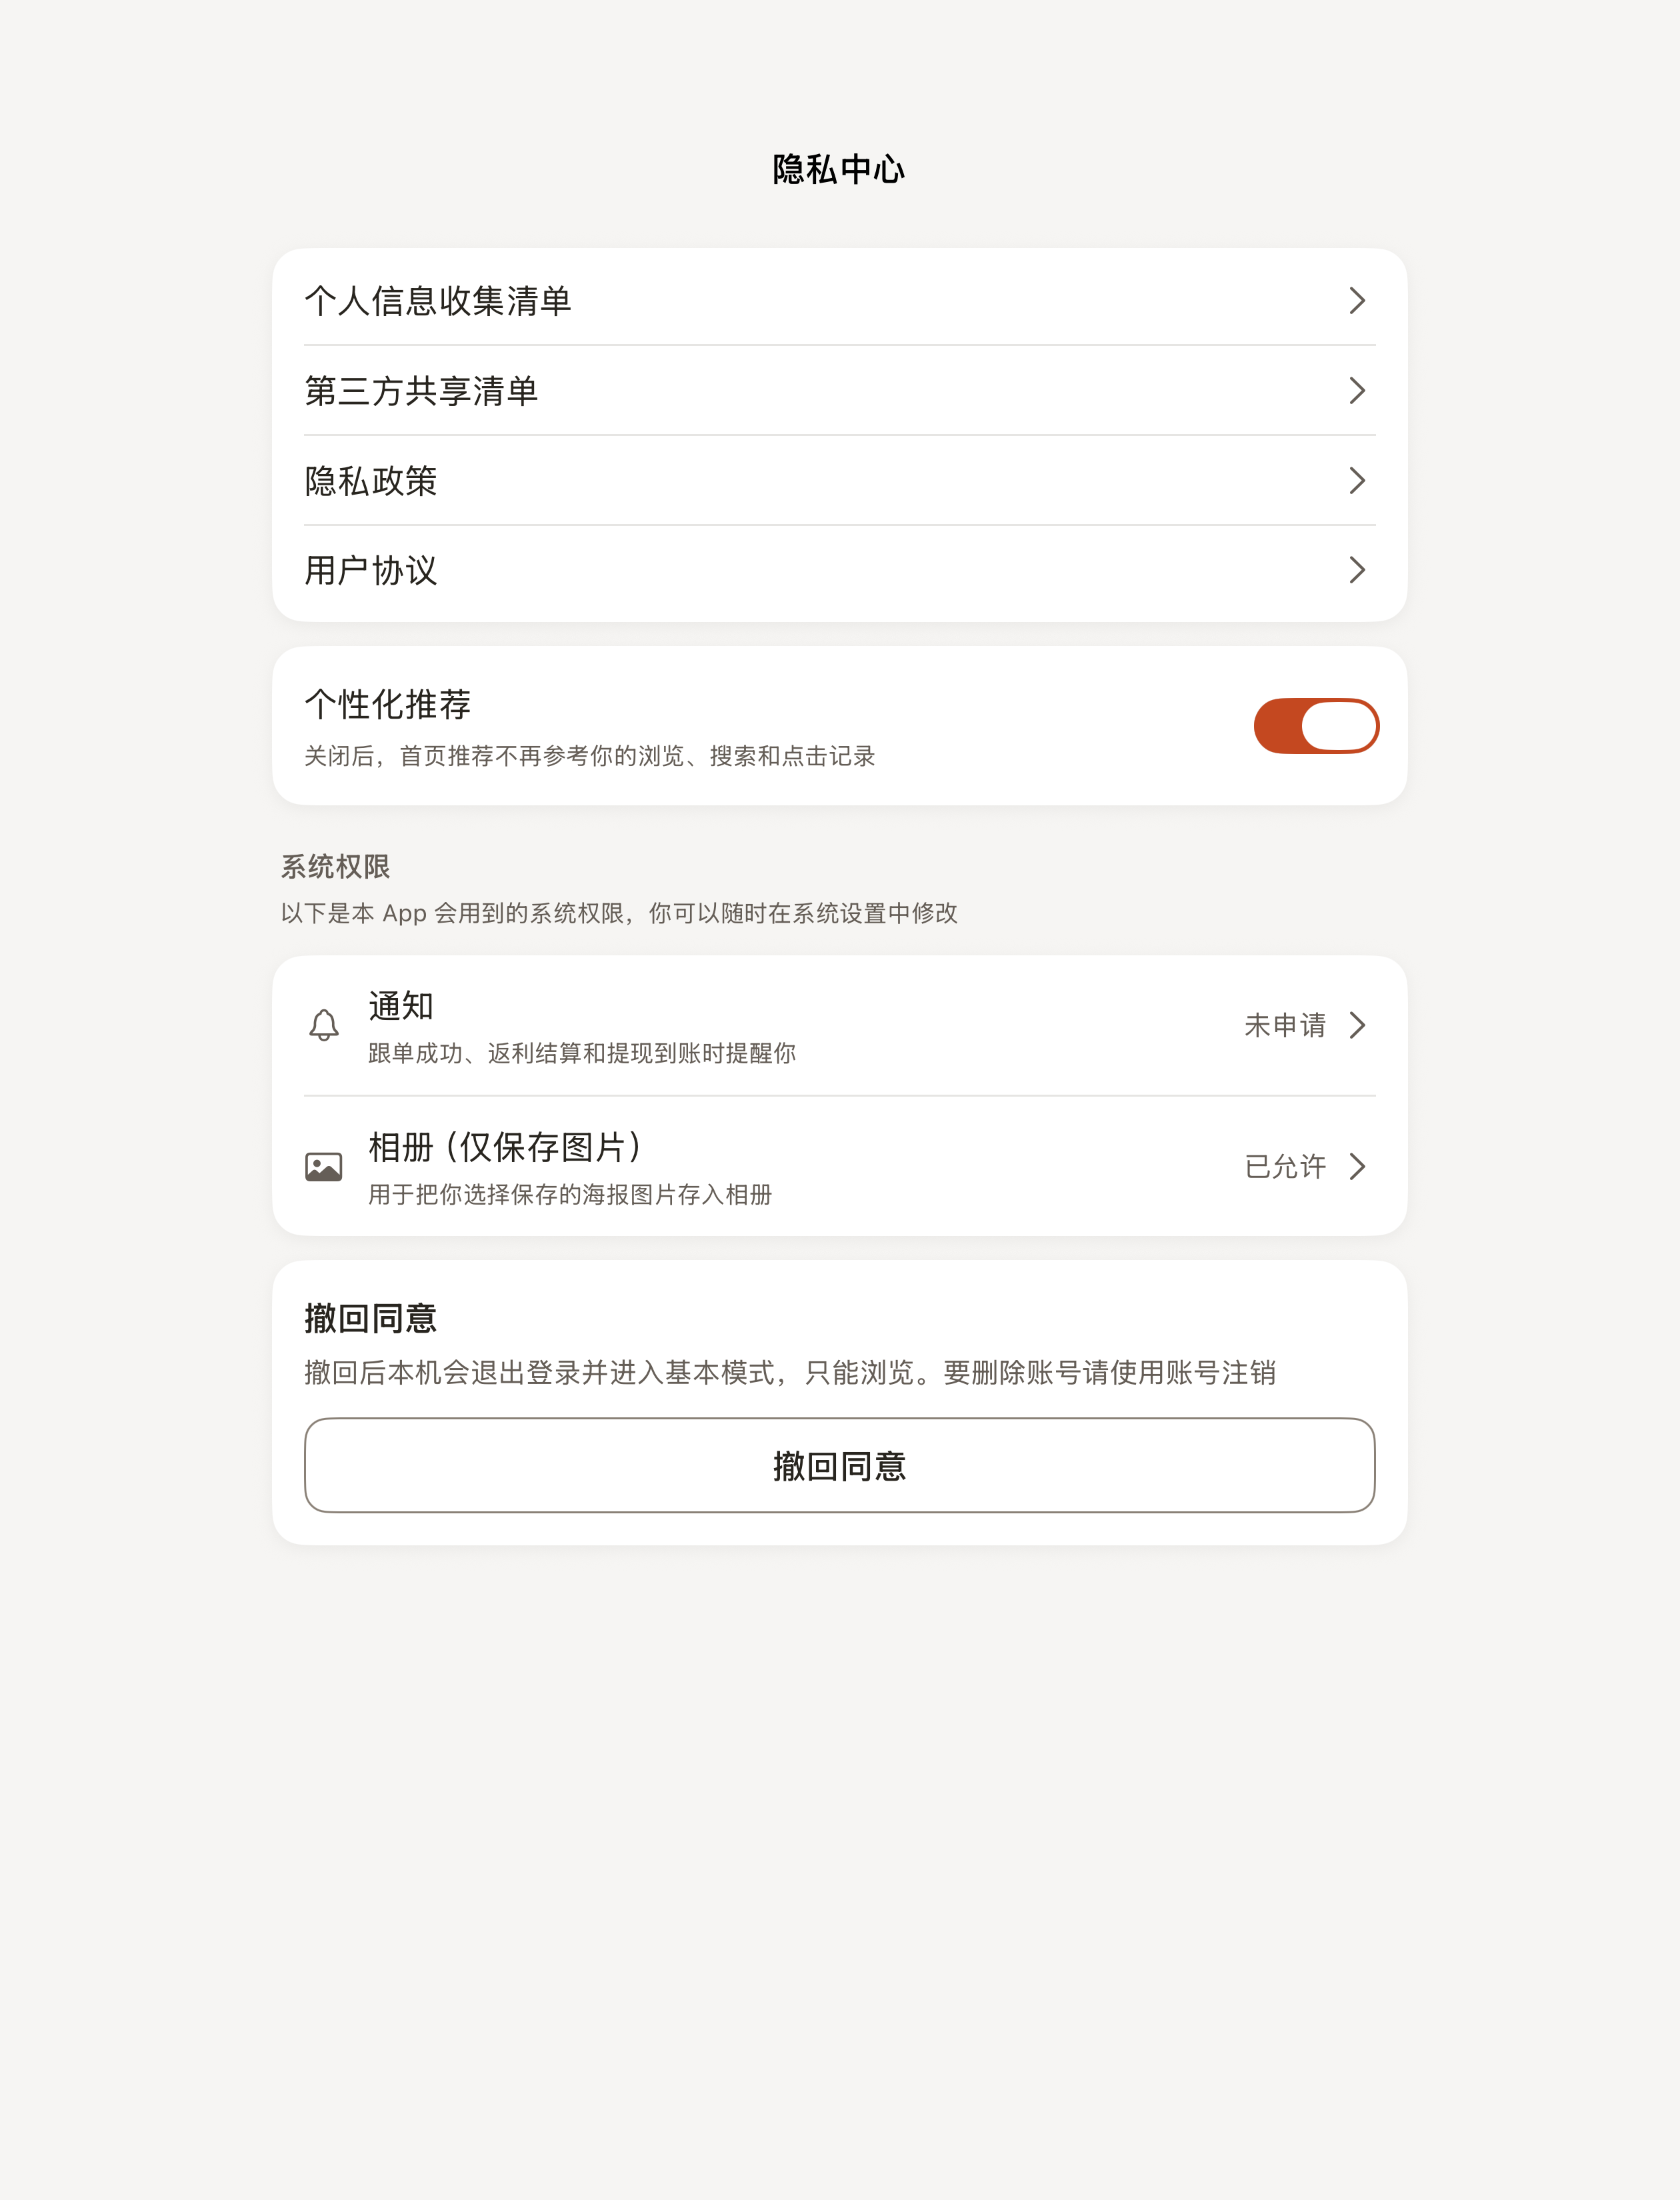 隐私中心
个人信息收集清单
第三方共享清单
隐私政策
用户协议
个性化推荐
关闭后，首页推荐不再参考你的浏览、搜索和点击记录
系统权限
以下是本 App 会用到的系统权限，你可以随时在系统设置中修改
通知
跟单成功、返利结算和提现到账时提醒你
未申请
相册（仅保存图片）
用于把你选择保存的海报图片存入相册
已允许
撤回同意
撤回后本机会退出登录并进入基本模式，只能浏览。要删除账号请使用账号注销
撤回同意